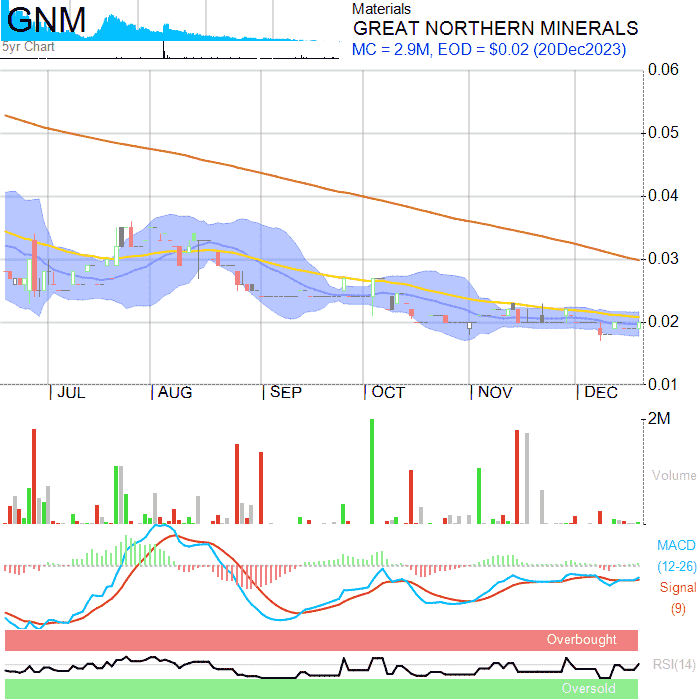 GNM
Materials
GREAT NORTHERN MINERALS
5yr Chart
MC = 2.9M, EOD = $0.02 (20Dec2023)
0.06
0.05
0.04
0.03
0.02
0.01
JUL AUG SEP OCT NOV DEC
2M
Volume
MACD
(12-26)
Signal
(9)
Overbought
RSI(14)
Oversold